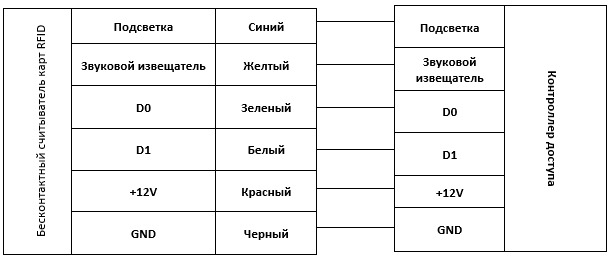 Бесконтактный считыватель карт RFID
Подсветка Синий
Звуковой извещатель Желтый
D0 Зеленый
D1 Белый
+12V Красный
GND Черный
Подсветка
Звуковой
извещатель
D0
D1
+12V
GND
Контроллер доступа